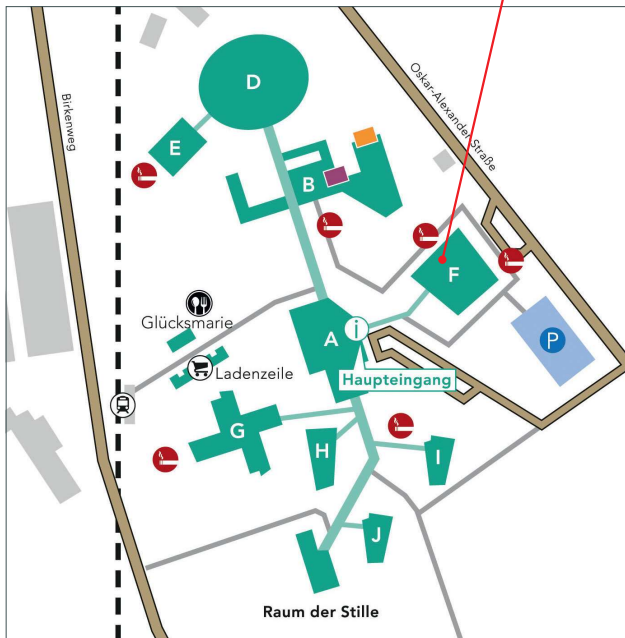 Birkenweg
Oskar-Alexander Straße
D
E
B
F
A
i
P
Glücksmarie
Ladenzeile
Haupteingang
G
H
I
J
Raum der Stille